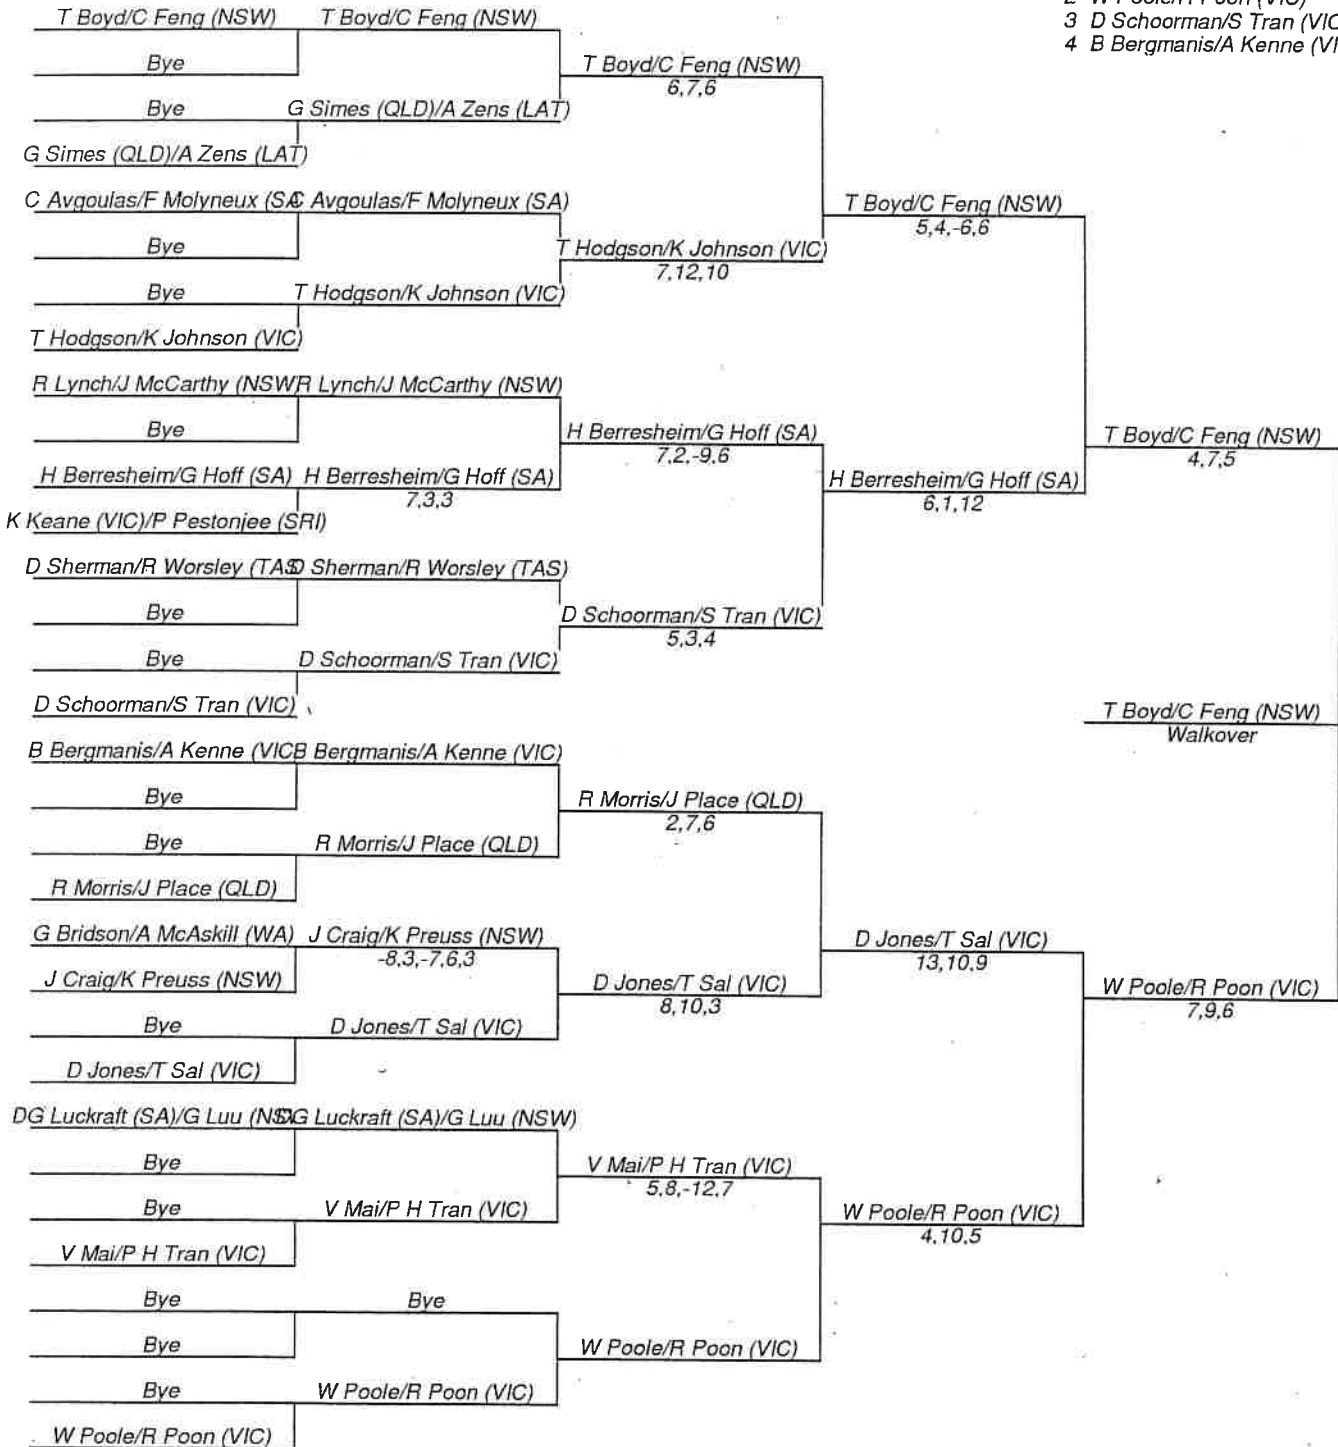 2 W Poole/R Poon (VIC)
3 D Schoorman/S Tran (VIC
4 B Bergmanis/A Kenne (VI
T Boyd/C Feng (NSW)
Bye
Bye
G Simes (QLD)/A Zens (LAT)
C Avgoulas/F Molyneux (SA
Bye
Bye
T Hodgson/K Johnson (VIC)
R Lynch/J McCarthy (NSW
Bye
H Berresheim/G Hoff (SA)
K Keane (VIC)/P Pestonjee (SRI)
D Sherman/R Worsley (TAS
Bye
Bye
D Schoorman/S Tran (VIC)
B Bergmanis/A Kenne (VIC
Bye
Bye
R Morris/J Place (QLD)
G Bridson/A McAskill (WA)
J Craig/K Preuss (NSW)
Bye
D Jones/T Sal (VIC)
DG Luckraft (SA)/G Luu (NS
Bye
Bye
V Mai/P H Tran (VIC)
Bye
Bye
Bye
W Poole/R Poon (VIC)
T Boyd/C Feng (NSW)
G Simes (QLD)/A Zens (LAT)
C Avgoulas/F Molyneux (SA)
T Hodgson/K Johnson (VIC)
R Lynch/J McCarthy (NSW)
H Berresheim/G Hoff (SA)
7,3,3
D Sherman/R Worsley (TAS)
D Schoorman/S Tran (VIC)
B Bergmanis/A Kenne (VIC)
R Morris/J Place (QLD)
J Craig/K Preuss (NSW)
-8,3,-7,6,3
D Jones/T Sal (VIC)
DG Luckraft (SA)/G Luu (NSW)
V Mai/P H Tran (VIC)
Bye
W Poole/R Poon (VIC)
T Boyd/C Feng (NSW)
6,7,6
T Hodgson/K Johnson (VIC)
7,12,10
H Berresheim/G Hoff (SA)
7,2,-9,6
D Schoorman/S Tran (VIC)
5,3,4
R Morris/J Place (QLD)
2,7,6
D Jones/T Sal (VIC)
8,10,3
V Mai/P H Tran (VIC)
5,8,-12,7
W Poole/R Poon (VIC)
T Boyd/C Feng (NSW)
5,4,-6,6
H Berresheim/G Hoff (SA)
6,1,12
D Jones/T Sal (VIC)
13,10,9
W Poole/R Poon (VIC)
4,10,5
T Boyd/C Feng (NSW)
4,7,5
T Boyd/C Feng (NSW)
Walkover
W Poole/R Poon (VIC)
7,9,6